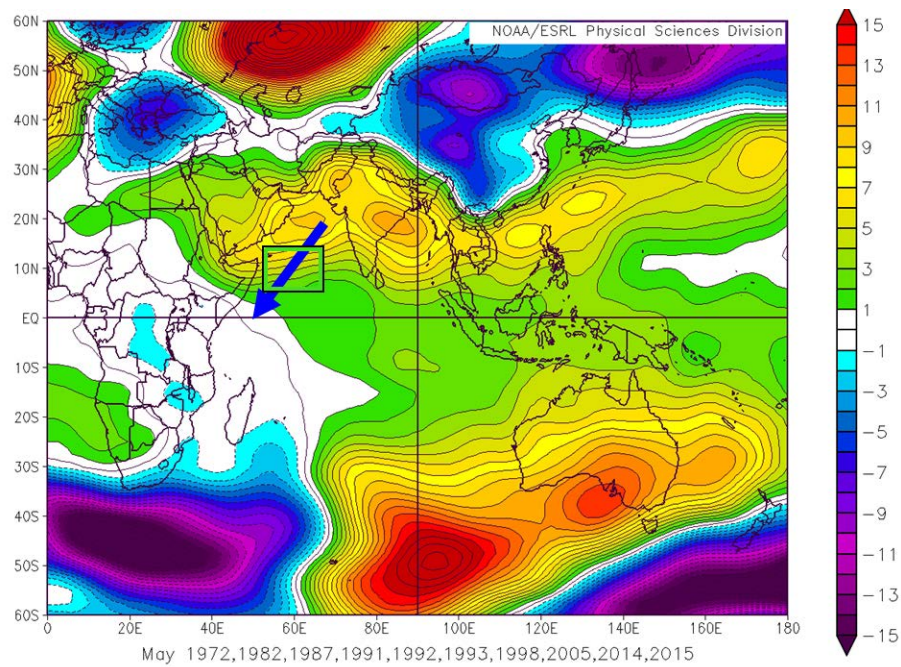 NOAA/ESRL Physical Sciences Division
60N
50N
40N
30N
20N
10N
EQ
10S
20S
30S
40S
50S
60S
0
20E
40E
60E
80E
100E
120E
140E
160E
180
15
13
11
9
7
5
3
1
-1
-3
-5
-7
-9
-11
-13
-15
May 1972,1982,1987,1991,1992,1993,1998,2005,2014,2015